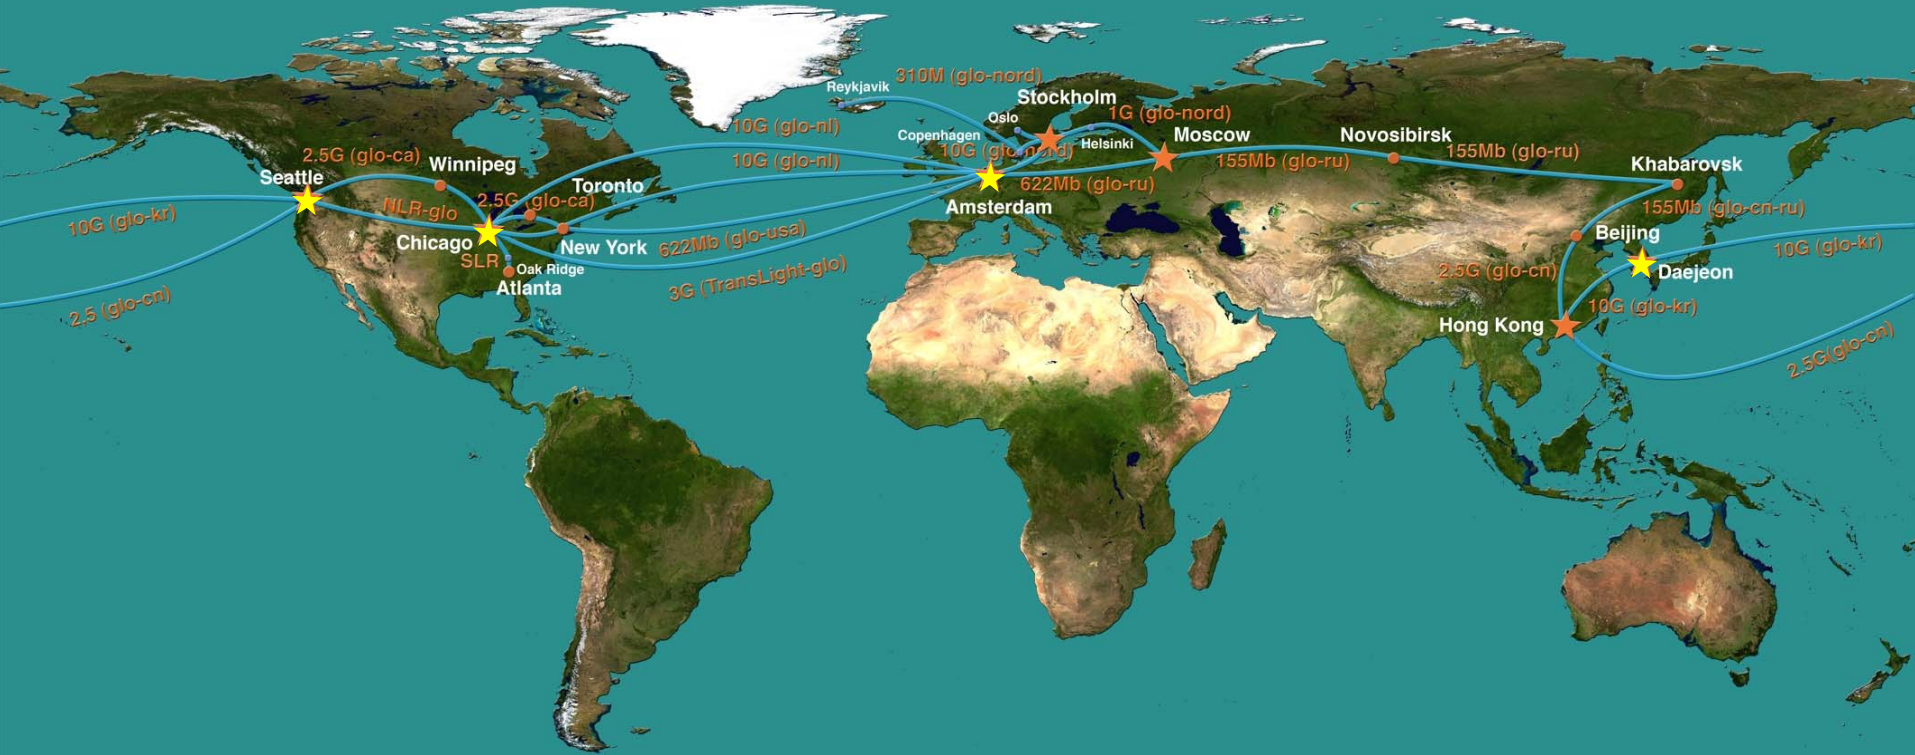 310M (glo-nord)
Reykjavik
Stockholm
1G (glo-nord)
Oslo
10G (glo-nl)
Copenhagen
Helsinki
Moscow
Novosibirsk
10G (glo-nord)
2.5G (glo-ca)
Winnipeg
10G (glo-nl)
155Mb (glo-ru)
155Mb (glo-ru)
Khabarovsk
Seattle
Toronto
622Mb (glo-ru)
2.5G (glo-ca)
NLR-glo
Amsterdam
155Mb (glo-cn-ru)
10G (glo-kr)
Chicago
New York
622Mb (glo-usa)
Beijing
10G (glo-kr)
SLR
Oak Ridge
2.5G (glo-cn)
Daejeon
Atlanta
3G (TransLight-glo)
2,5 (glo-cn)
10G (glo-kr)
Hong Kong
2.5G(glo-cn)